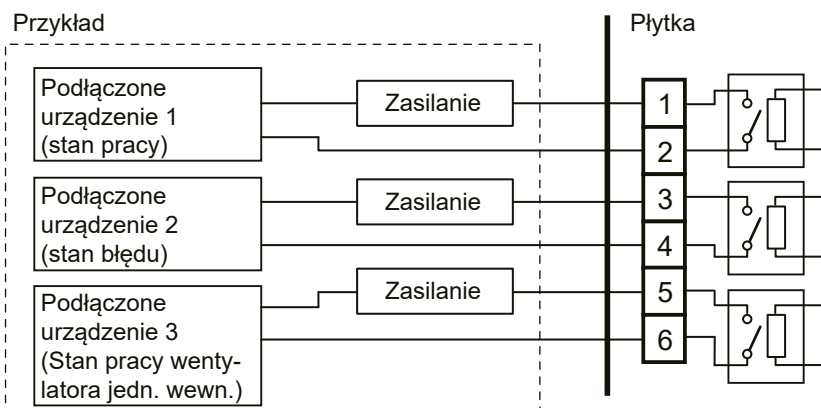 Przykład
Płytka
Podłączone
urządzenie 1
(stan pracy)
Zasilanie
1
2
Podłączone
urządzenie 2
(stan błędu)
Zasilanie
3
4
Podłączone
urządzenie 3
(Stan pracy wenty-
latora jedn. wewn.)
Zasilanie
5
6